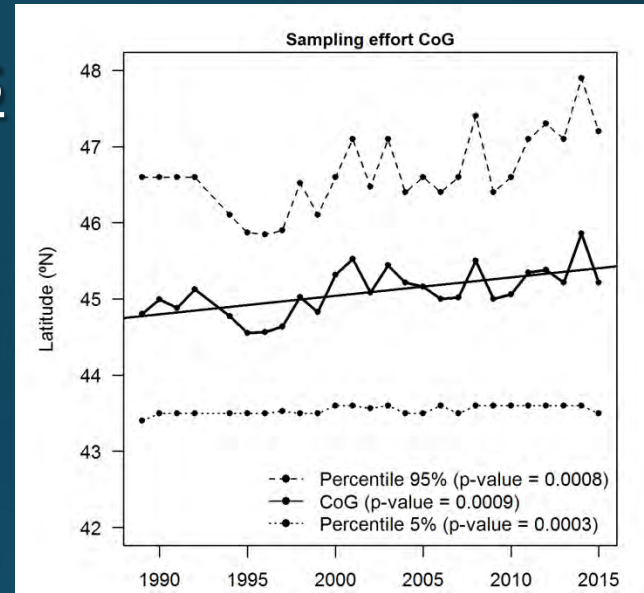 Sampling effort CoG
48
47
46
45
44
43
42
Latitude (ºN)
Percentile 95% (p-value = 0.0008)
CoG (p-value = 0.0009)
Percentile 5% (p-value = 0.0003)
1990 1995 2000 2005 2010 2015